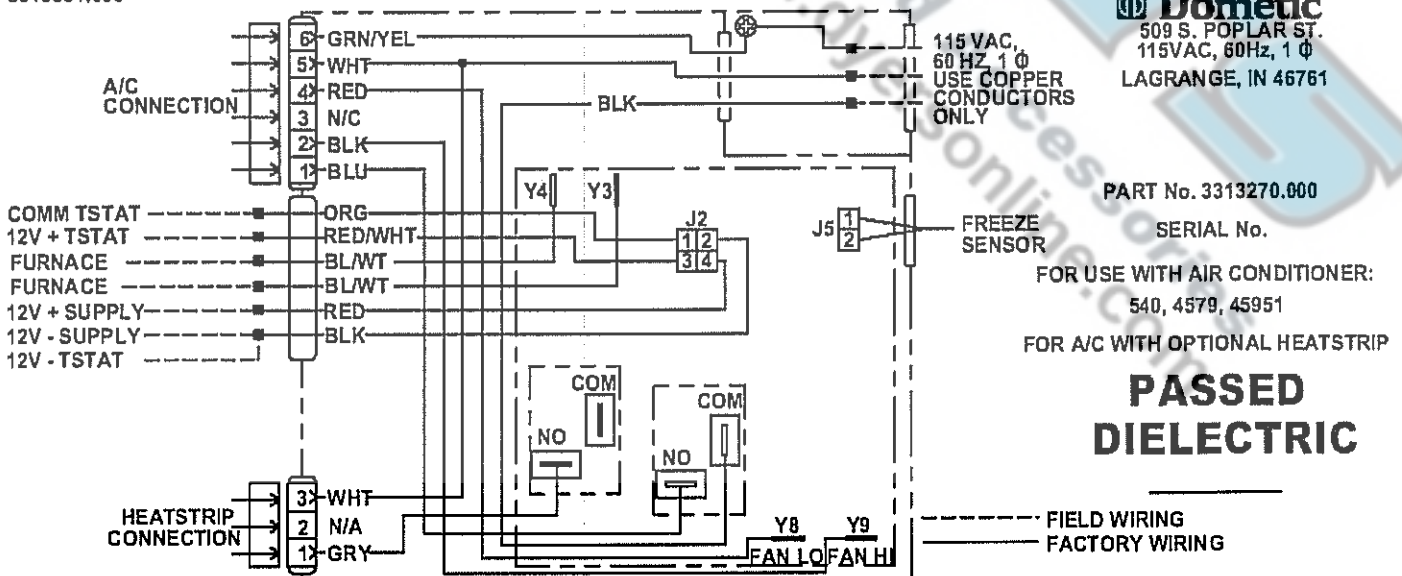 Dometic
509 S. POPLAR ST.
115VAC, 60Hz, 1 Φ
LAGRANGE, IN 46761
A/C
CONNECTION
6 GRN/YEL
5 WHT
4 RED
3 N/C
2 BLK
1 BLU
BLK
115 VAC,
60 HZ, 1 Φ
USE COPPER
CONDUCTORS
ONLY
COMM TSTAT
12V + TSTAT
FURNACE
FURNACE
12V + SUPPLY
12V - SUPPLY
12V - TSTAT
ORG
RED/WHT
BL/WT
BL/WT
RED
BLK
Y4
Y3
J2
1 2
3 4
J5
1
2
FREEZE
SENSOR
PART No. 3313270.000
SERIAL No.
FOR USE WITH AIR CONDITIONER:
540, 4579, 45951
FOR A/C WITH OPTIONAL HEATSTRIP
PASSED
DIELECTRIC
COM
NO
COM
NO
HEATSTRIP
CONNECTION
3 WHT
2 N/A
1 GRY
Y8
FAN LO
Y9
FAN HI
FIELD WIRING
FACTORY WIRING
dyersonline.com